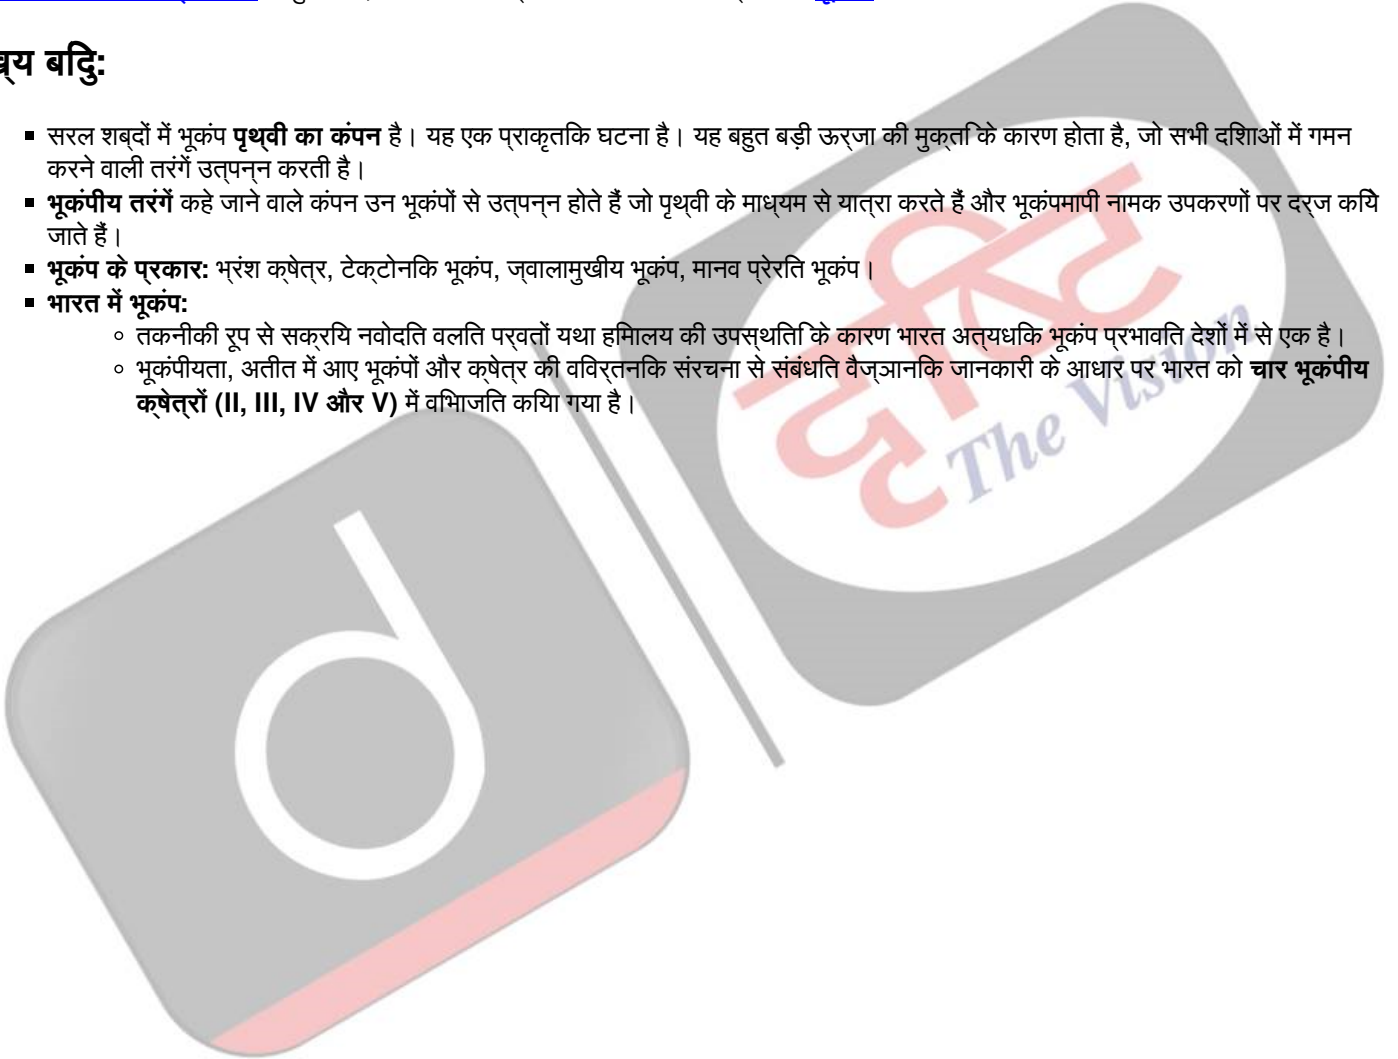 ख्य बिंदु:
सरल शब्दों में भूकंप पृथ्वी का कंपन है। यह एक प्राकृतिक घटना है। यह बहुत बड़ी ऊर्जा की मुक्ति के कारण होता है, जो सभी दिशाओं में गमन
करने वाली तरंगें उत्पन्न करती है।
भूकंपीय तरंगें कहे जाने वाले कंपन उन भूकंपों से उत्पन्न होते हैं जो पृथ्वी के माध्यम से यात्रा करते हैं और भूकंपमापी नामक उपकरणों पर दर्ज किये
जाते हैं।
भूकंप के प्रकार: भ्रंश क्षेत्र, टेक्टोनिक भूकंप, ज्वालामुखीय भूकंप, मानव प्रेरित भूकंप।
भारत में भूकंप:
तकनीकी रूप से सक्रिय नवोदित वलित पर्वतों यथा हिमालय की उपस्थिति के कारण भारत अत्यधिक भूकंप प्रभावित देशों में से एक है।
भूकंपीयता, अतीत में आए भूकंपों और क्षेत्र की विवर्तनिक संरचना से संबंधित वैज्ञानिक जानकारी के आधार पर भारत को चार भूकंपीय
क्षेत्रों (II, III, IV और V) में विभाजित किया गया है।
दृष्टि
The Vision
d